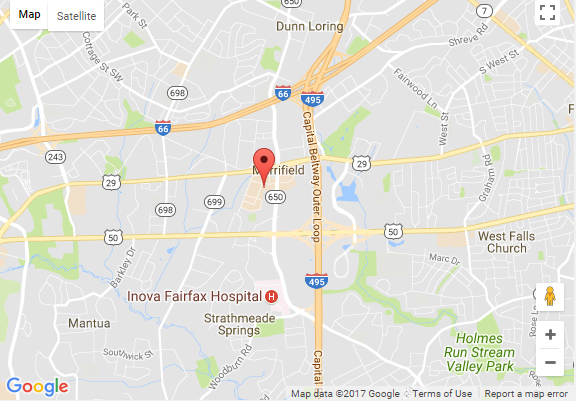 Map
Satellite
Park St
650
7
Dunn Loring
Cottage St SW
Shreve Rd
S West St
66
698
495
Fairwood Ln
66
West St
243
29
29
Merrifield
Capital Beltway Outer Loop
Graham Rd
698
699
650
50
50
West Falls
Church
Barkley Dr
Marc Dr
495
Inova Fairfax Hospital
H
Mantua
Strathmeade
Springs
Holmes
Run Stream
Valley Park
Southwick St
Woodburn Rd
Capital
+
−
Google
Map data ©2017 Google
Terms of Use
Report a map error